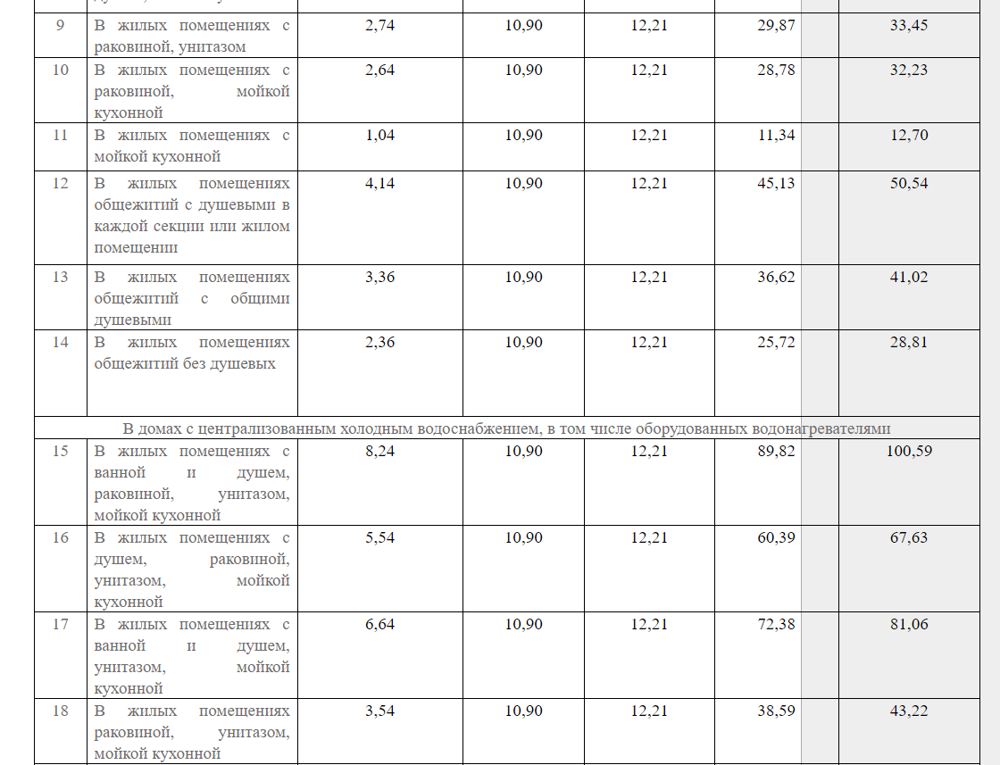 9 В жилых помещениях с 2,74 10,90 12,21 29,87 33,45
раковиной, унитазом
10 В жилых помещениях с 2,64 10,90 12,21 28,78 32,23
раковиной, мойкой
кухонной
11 В жилых помещениях с 1,04 10,90 12,21 11,34 12,70
мойкой кухонной
12 В жилых помещениях 4,14 10,90 12,21 45,13 50,54
общежитий с душевыми в
каждой секции или жилом
помещении
13 В жилых помещениях 3,36 10,90 12,21 36,62 41,02
общежитий с общими
душевыми
14 В жилых помещениях 2,36 10,90 12,21 25,72 28,81
общежитий без душевых
В домах с централизованным холодным водоснабжением, в том числе оборудованных водонагревателями
15 В жилых помещениях с 8,24 10,90 12,21 89,82 100,59
ванной и душем,
раковиной, унитазом,
мойкой кухонной
16 В жилых помещениях с 5,54 10,90 12,21 60,39 67,63
душем, раковиной,
унитазом, мойкой
кухонной
17 В жилых помещениях с 6,64 10,90 12,21 72,38 81,06
ванной и душем,
унитазом, мойкой
кухонной
18 В жилых помещениях 3,54 10,90 12,21 38,59 43,22
раковиной, унитазом,
мойкой кухонной